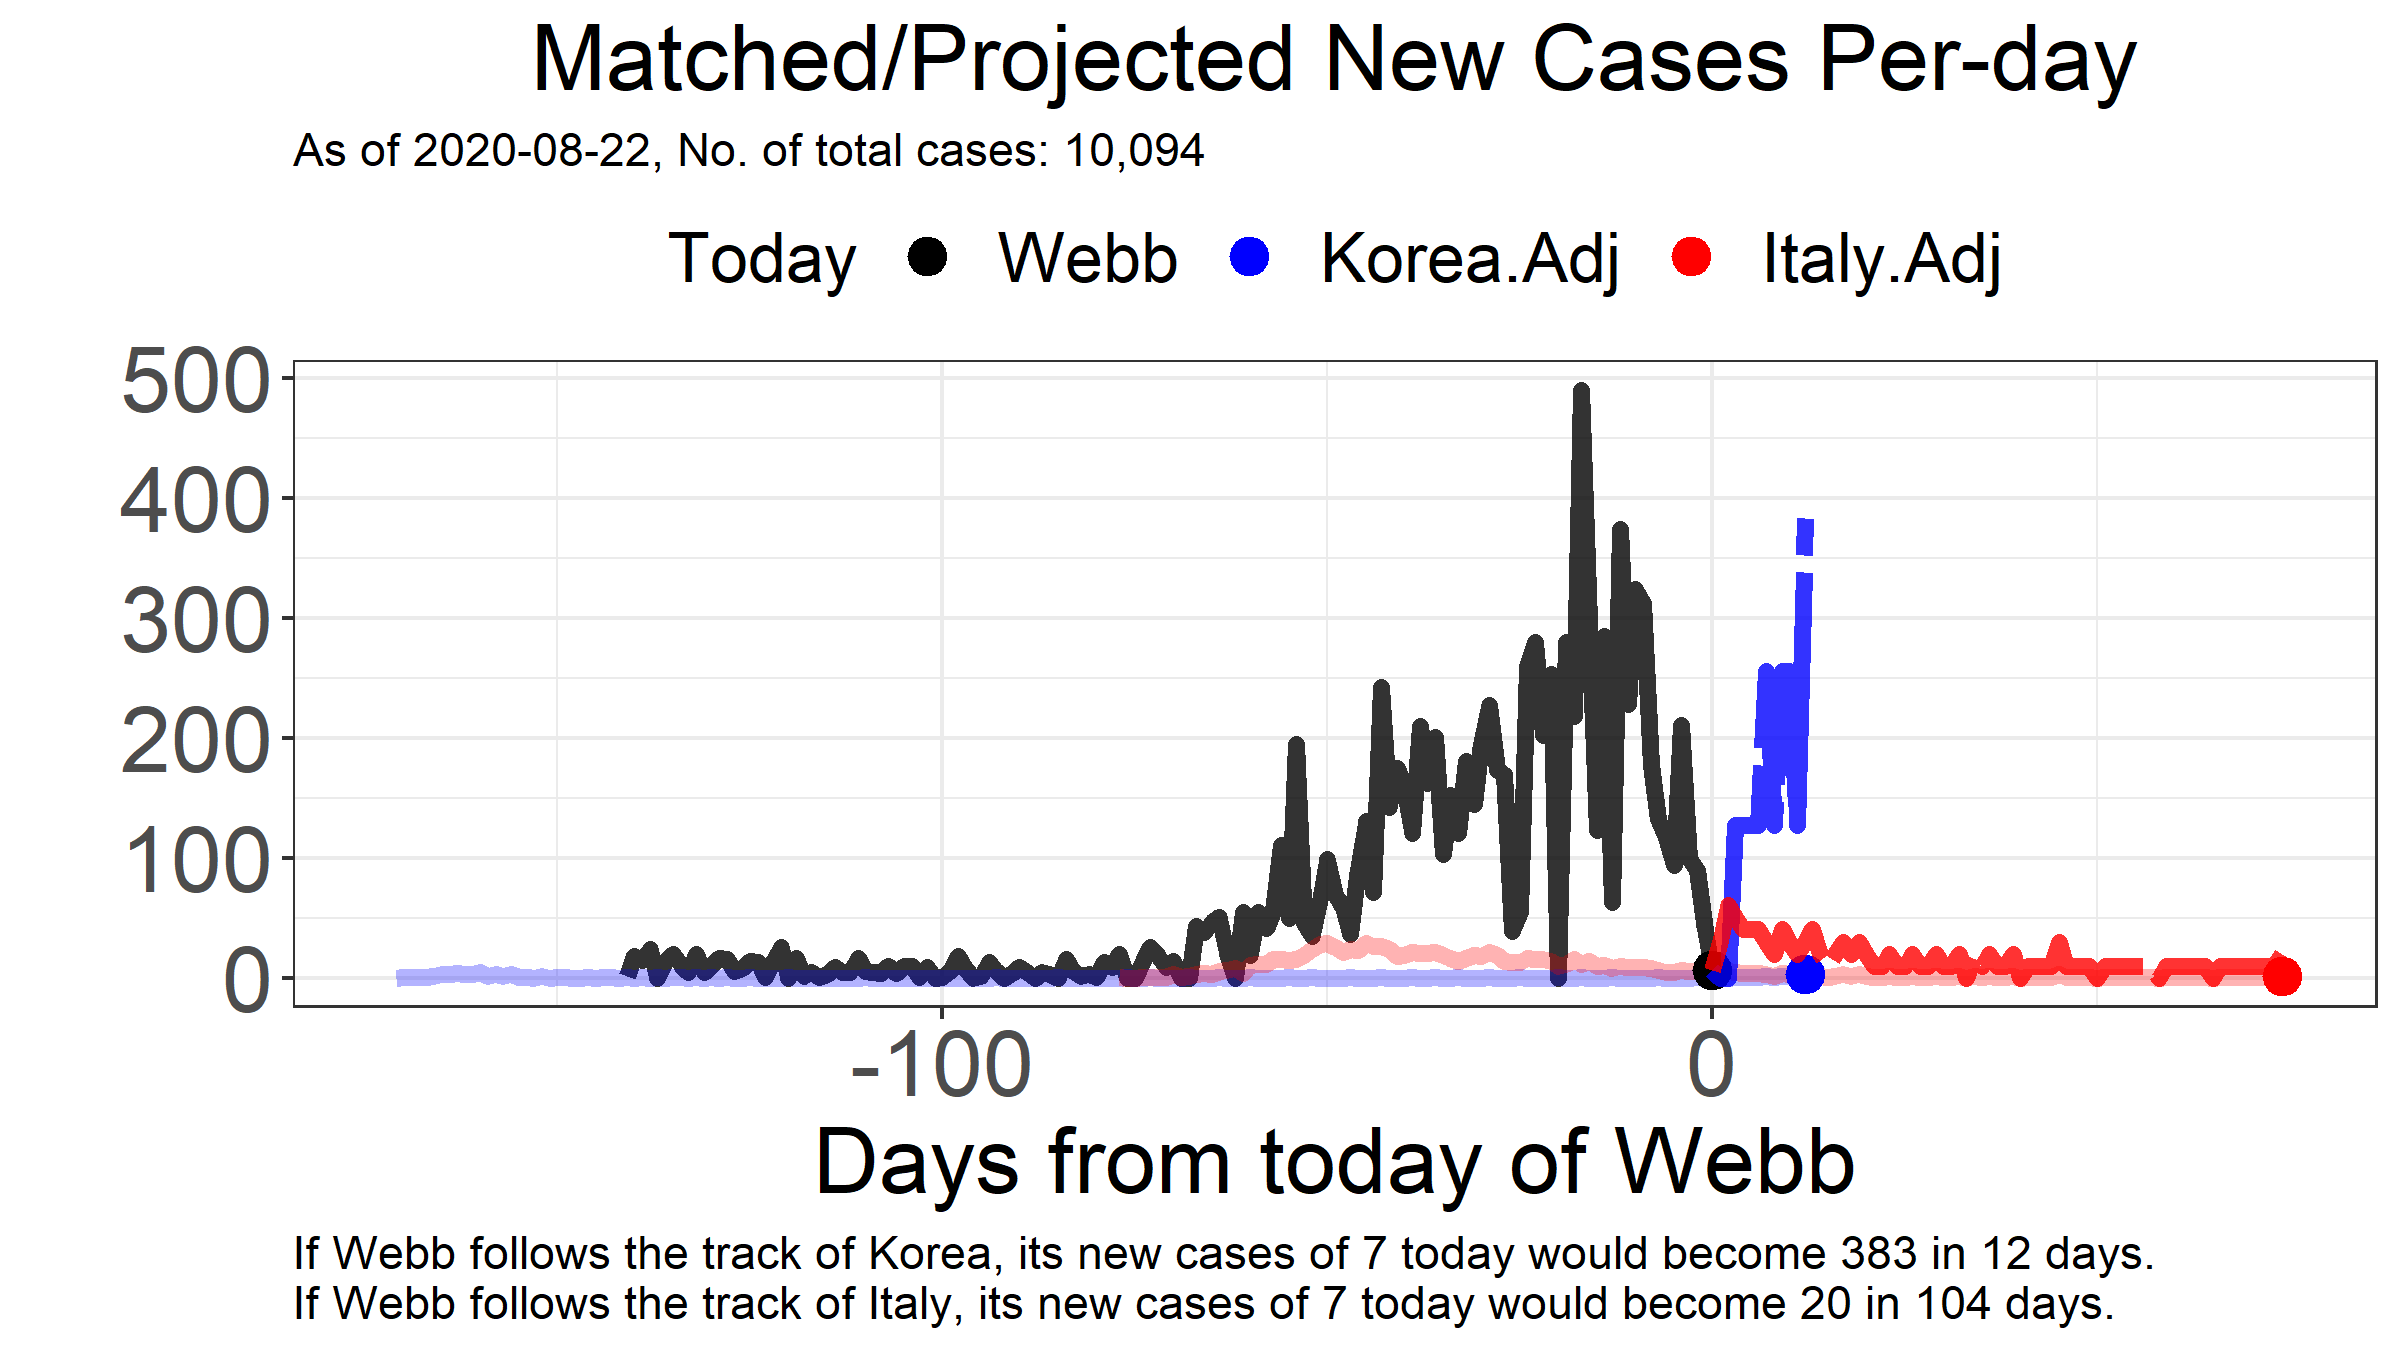 Matched/Projected New Cases Per-day
As of 2020-08-22, No. of total cases: 10,094
Today Webb Korea.Adj Italy.Adj
500
400
300
200
100
0
-100 0
Days from today of Webb
If Webb follows the track of Korea, its new cases of 7 today would become 383 in 12 days.
If Webb follows the track of Italy, its new cases of 7 today would become 20 in 104 days.